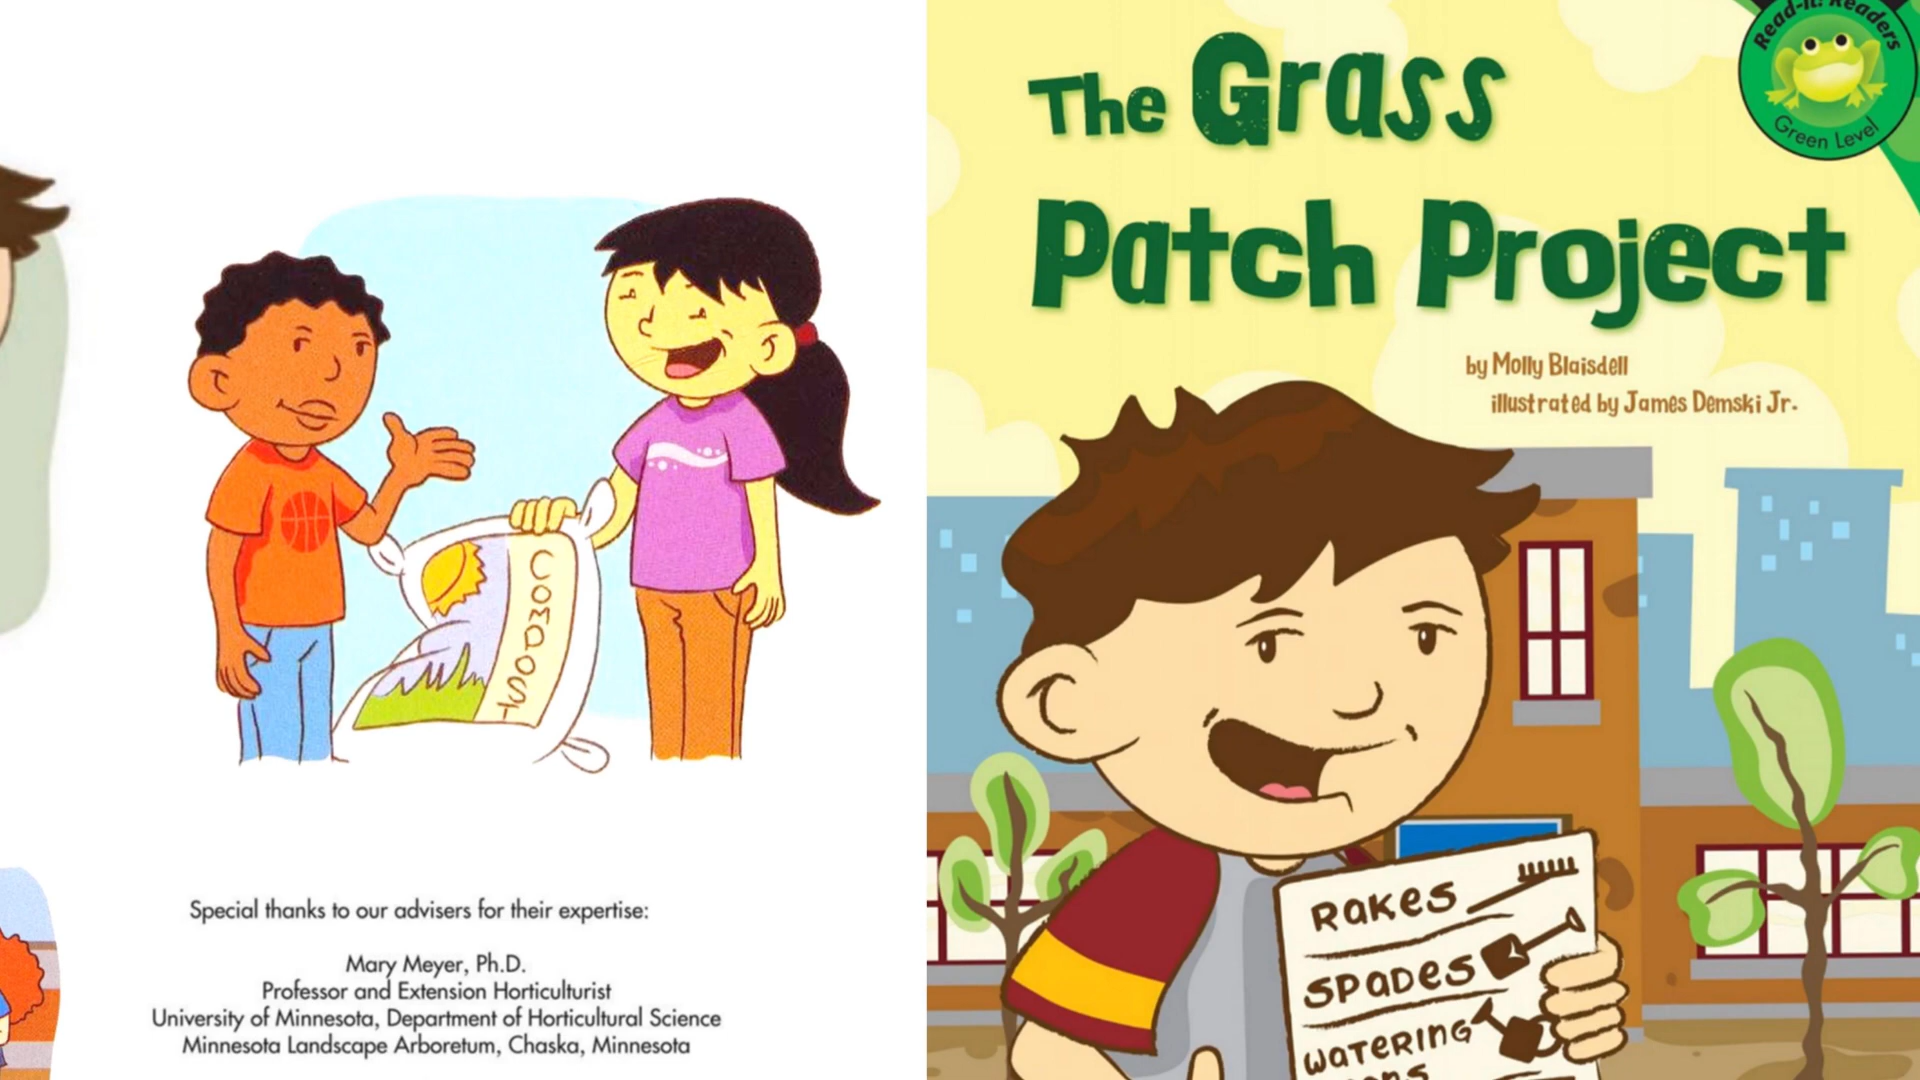 COMPOST
Special thanks to our advisers for their expertise:
Mary Meyer, Ph.D.
Professor and Extension Horticulturist
University of Minnesota, Department of Horticultural Science
Minnesota Landscape Arboretum, Chaska, Minnesota
Read-it! Readers
Green Level
The Grass
Patch Project
by Molly Blaisdell
illustrated by James Demski Jr.
RAKES
SPADES
WATERING